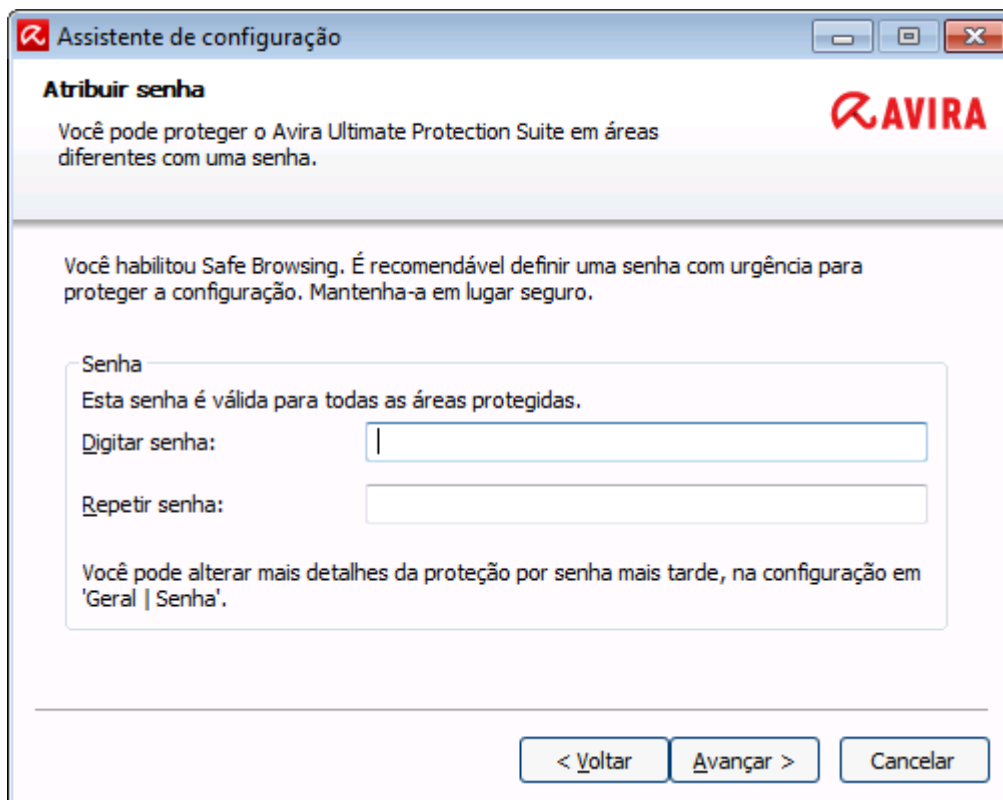 Assistente de configuração
Atribuir senha
Você pode proteger o Avira Ultimate Protection Suite em áreas
diferentes com uma senha.
AVIRA
Você habilitou Safe Browsing. É recomendável definir uma senha com urgência para
proteger a configuração. Mantenha-a em lugar seguro.
Senha
Esta senha é válida para todas as áreas protegidas.
Digitar senha:
Repetir senha:
Você pode alterar mais detalhes da proteção por senha mais tarde, na configuração em
'Geral | Senha'.
< Voltar
Avançar >
Cancelar